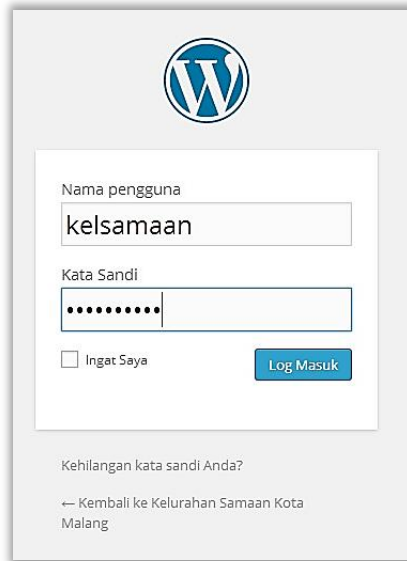 Nama pengguna
kelsamaan
Kata Sandi
••••••••••
Ingat Saya
Log Masuk
Kehilangan kata sandi Anda?
← Kembali ke Kelurahan Samaan Kota
Malang